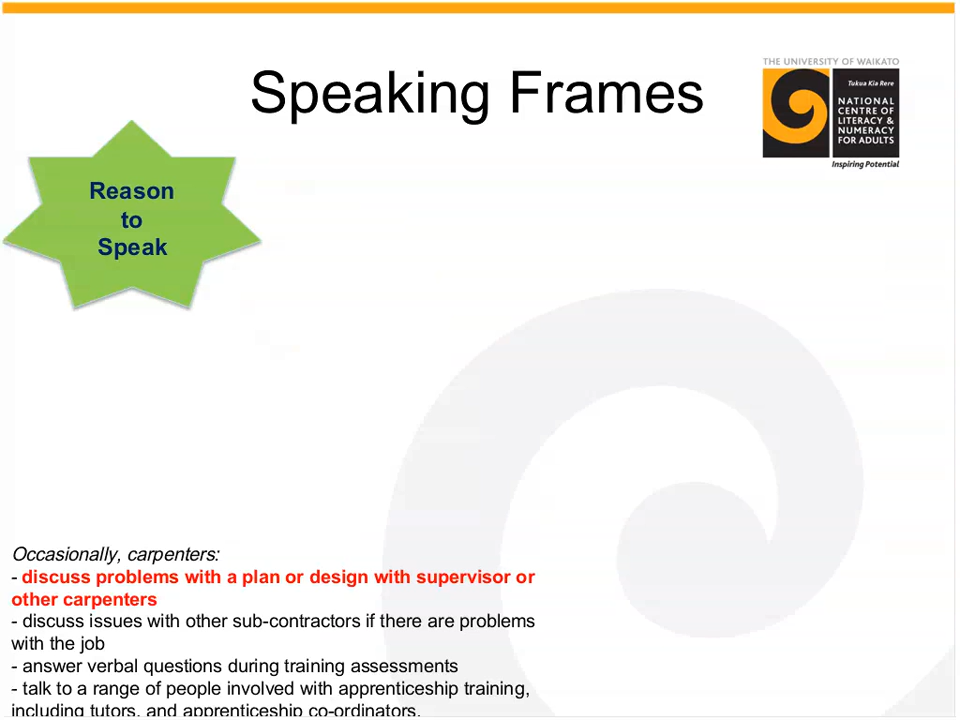 Speaking Frames
THE UNIVERSITY OF WAIKATO
Tukua Kia Rere
NATIONAL
CENTRE OF
LITERACY &
NUMERACY
FOR ADULTS
Inspiring Potential
Reason
to
Speak
Occasionally, carpenters:
- discuss problems with a plan or design with supervisor or
other carpenters
- discuss issues with other sub-contractors if there are problems
with the job
- answer verbal questions during training assessments
- talk to a range of people involved with apprenticeship training,
including tutors, and apprenticeship co-ordinators.